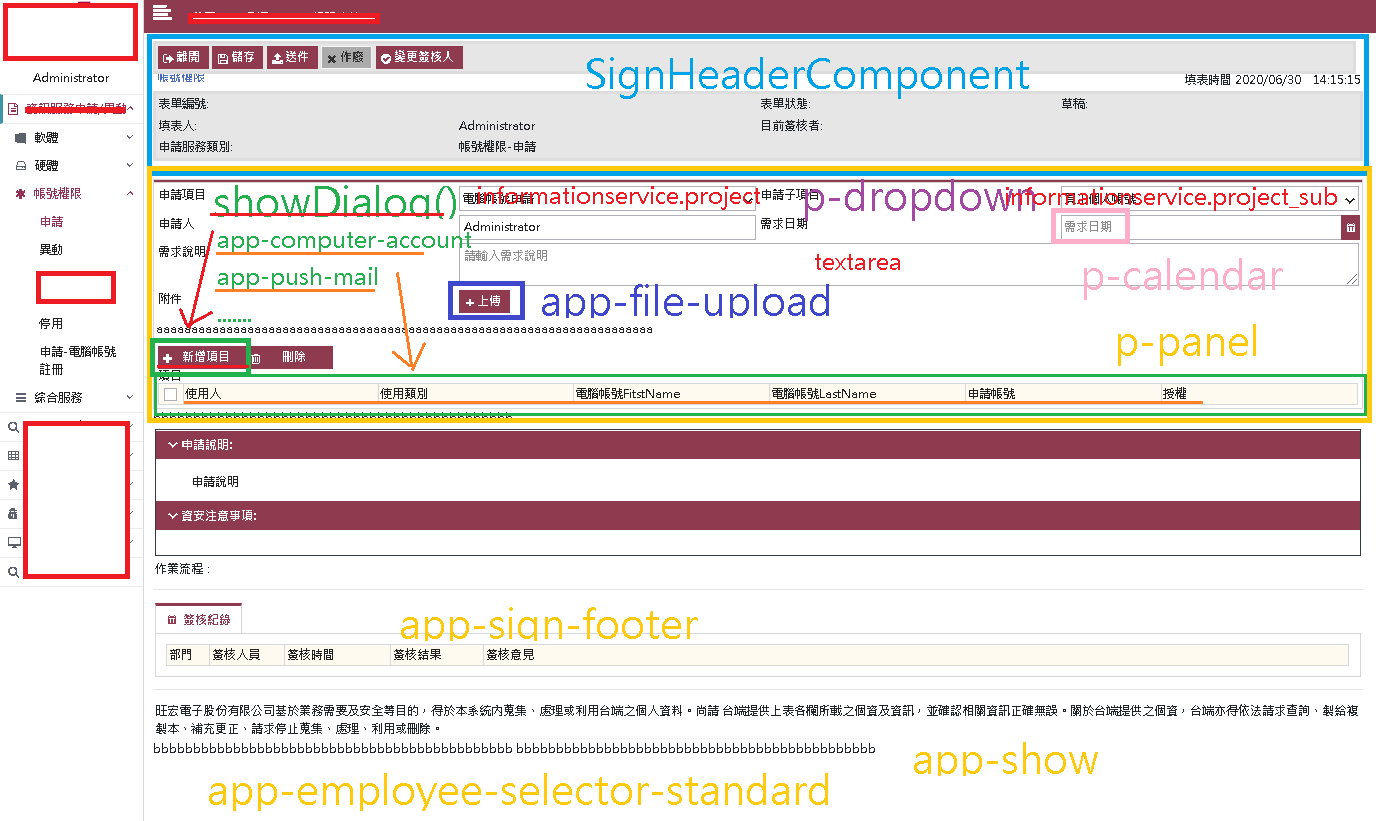 Administrator
軟體
硬體
帳號權限
申請
異動
停用
申請-電腦帳號
註冊
綜合服務
離開
儲存
送件
作廢
變更簽核人
SignHeaderComponent
帳號權限
填表時間 2020/06/30 14:15:15
表單編號:
表單狀態:
草稿:
填表人:
Administrator
目前簽核者:
申請服務類別:
帳號權限-申請
申請項目
showDialog()
電腦帳號申請
informationservice.project
申請子項目
p-dropdown
informationservice.project_sub
申請人
Administrator
需求日期
需求日期
app-computer-account
需求說明
請輸入需求說明
textarea
p-calendar
app-push-mail
附件
上傳
app-file-upload
.......
p-panel
新增項目
刪除
項目
使用人
使用類別
電腦帳號FitstName
電腦帳號LastName
申請帳號
授權
申請說明:
申請說明
資安注意事項:
作業流程 :
簽核紀錄
app-sign-footer
部門
簽核人員
簽核時間
簽核結果
簽核意見
旺宏電子股份有限公司基於業務需要及安全等目的，得於本系統內蒐集、處理或利用台端之個人資料。尚請 台端提供上表各欄所載之個資及資訊，並確認相關資訊正確無誤。關於台端提供之個資，台端亦得依法請求查詢、製給複
製本、補充更正、請求停止蒐集、處理、利用或刪除。
app-show
app-employee-selector-standard